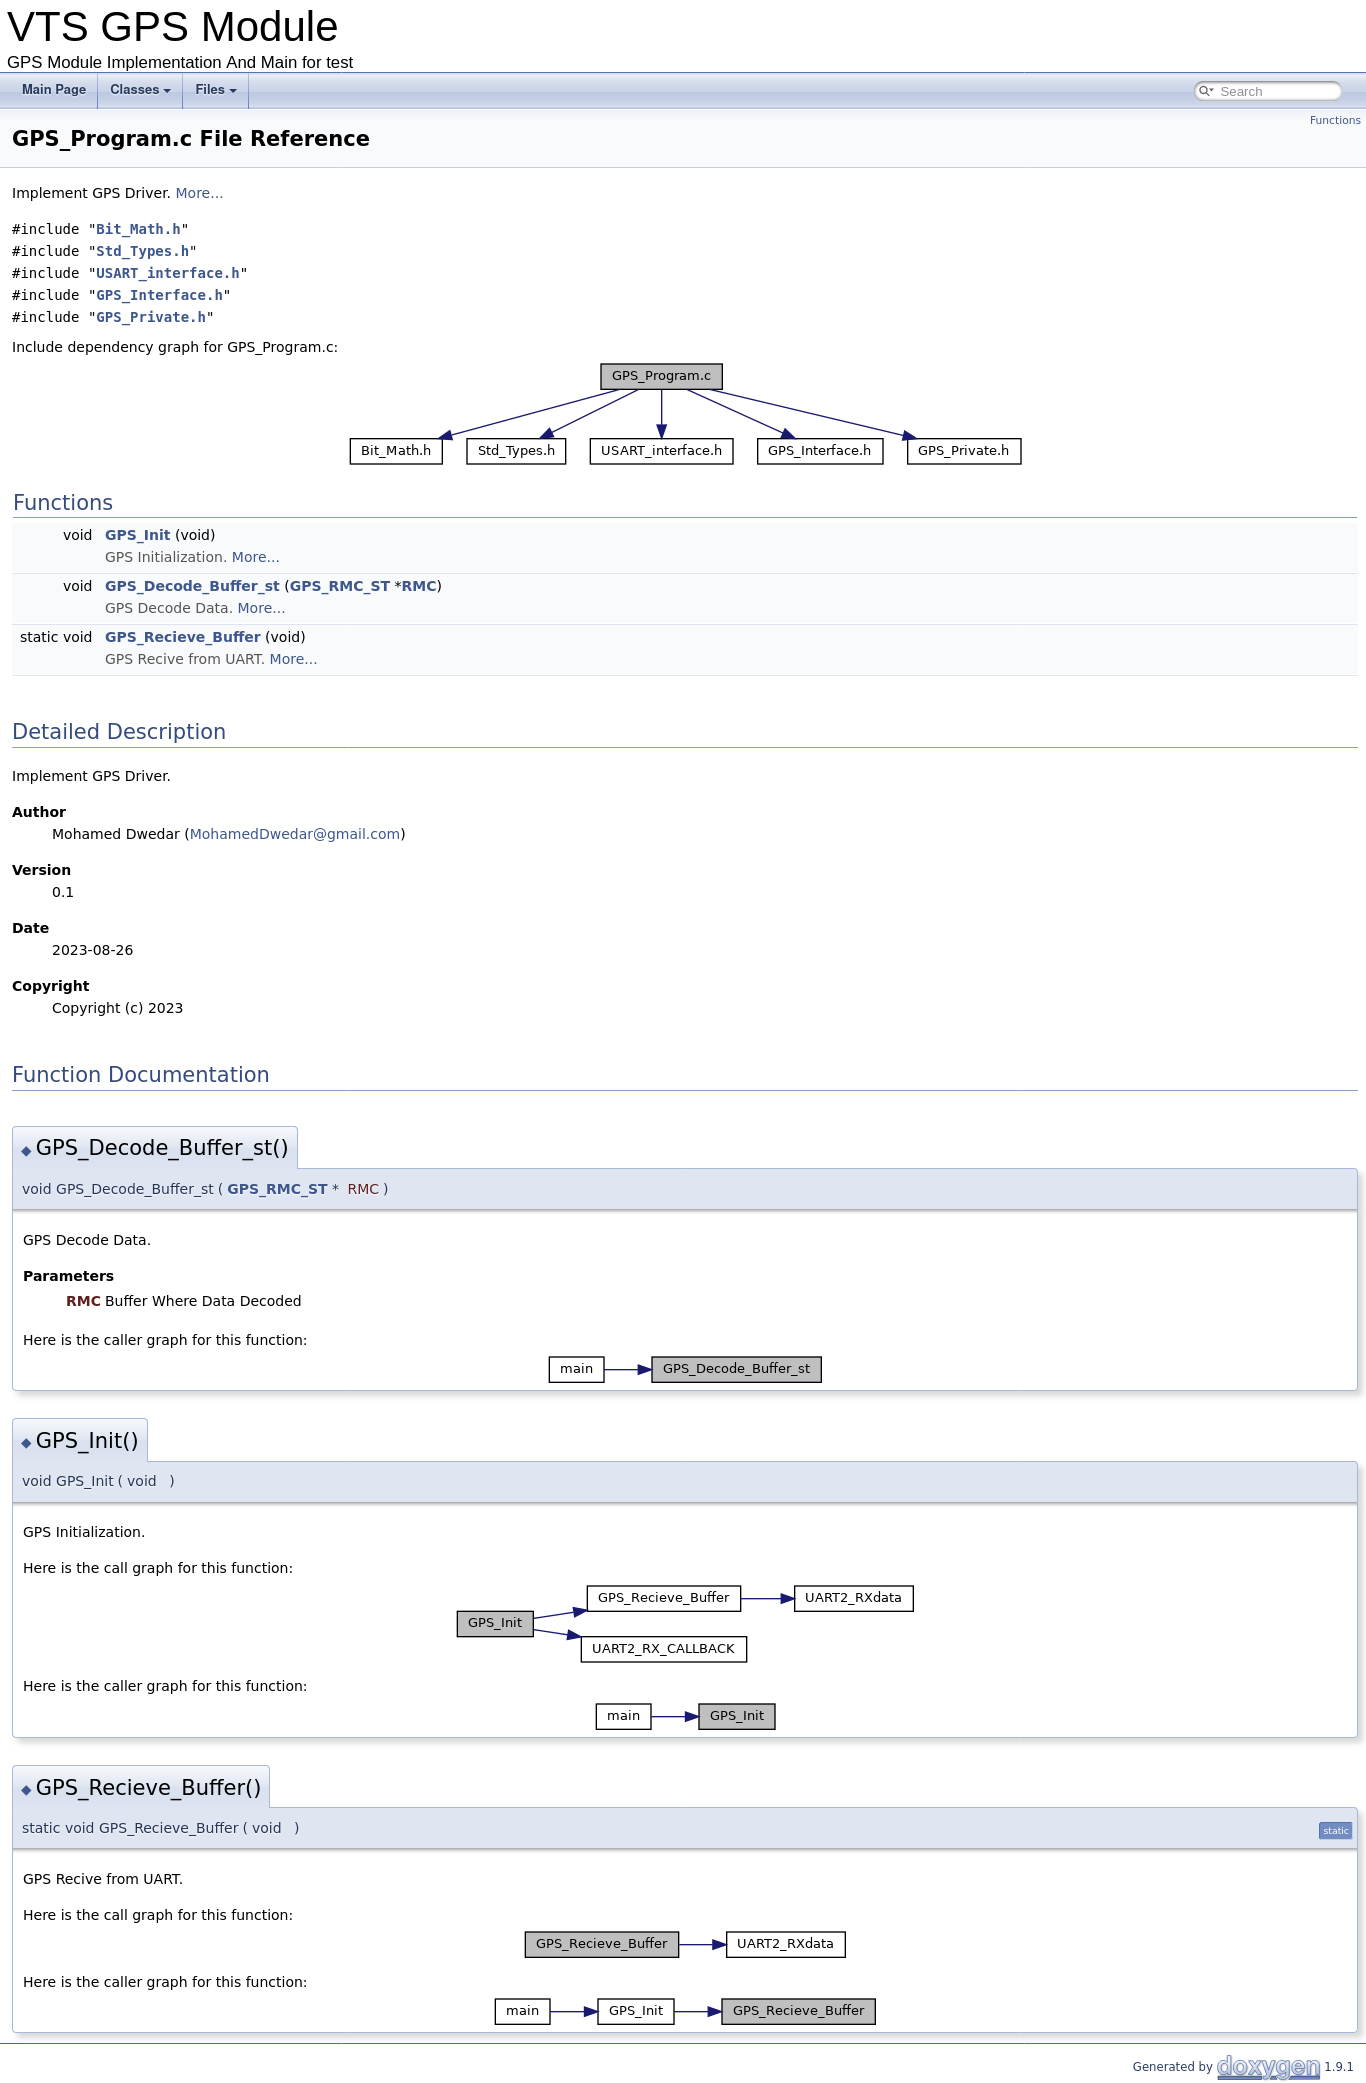 VTS GPS Module
GPS Module Implementation And Main for test
Main Page Classes Files Search
Functions
GPS_Program.c File Reference
Implement GPS Driver. More...
#include "Bit_Math.h"
#include "Std_Types.h"
#include "USART_interface.h"
#include "GPS_Interface.h"
#include "GPS_Private.h"
Include dependency graph for GPS_Program.c:
GPS_Program.c
Bit_Math.h Std_Types.h USART_interface.h GPS_Interface.h GPS_Private.h
Functions
void GPS_Init (void)
GPS Initialization. More...
void GPS_Decode_Buffer_st (GPS_RMC_ST *RMC)
GPS Decode Data. More...
static void GPS_Recieve_Buffer (void)
GPS Recive from UART. More...
Detailed Description
Implement GPS Driver.
Author
Mohamed Dwedar (MohamedDwedar@gmail.com)
Version
0.1
Date
2023-08-26
Copyright
Copyright (c) 2023
Function Documentation
◆ GPS_Decode_Buffer_st()
void GPS_Decode_Buffer_st ( GPS_RMC_ST * RMC )
GPS Decode Data.
Parameters
RMC Buffer Where Data Decoded
Here is the caller graph for this function:
main GPS_Decode_Buffer_st
◆ GPS_Init()
void GPS_Init ( void )
GPS Initialization.
Here is the call graph for this function:
GPS_Recieve_Buffer UART2_RXdata
GPS_Init
UART2_RX_CALLBACK
Here is the caller graph for this function:
main GPS_Init
◆ GPS_Recieve_Buffer()
static void GPS_Recieve_Buffer ( void ) static
GPS Recive from UART.
Here is the call graph for this function:
GPS_Recieve_Buffer UART2_RXdata
Here is the caller graph for this function:
main GPS_Init GPS_Recieve_Buffer
Generated by doxygen 1.9.1